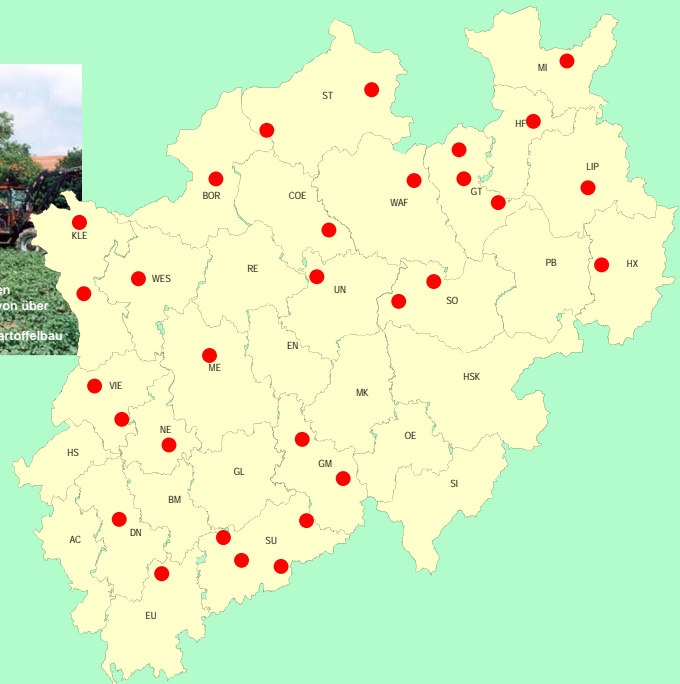 MI
ST
HF
LIP
BOR
COE
WAF
GT
KLE
WES
RE
UN
SO
PB
HX
en
von über
artoffelbau
EN
ME
MK
HSK
VIE
NE
OE
HS
GL
GM
SI
BM
AC
DN
SU
EU